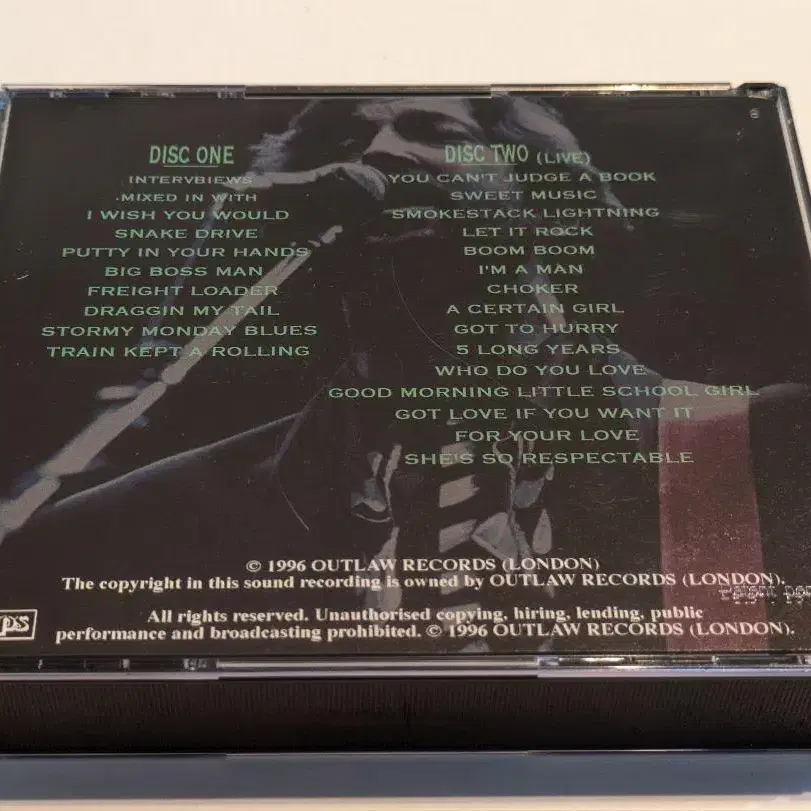 DISC ONE
INTERVBIEWS
MIXED IN WITH
I WISH YOU WOULD
SNAKE DRIVE
PUTTY IN YOUR HANDS
BIG BOSS MAN
FREIGHT LOADER
DRAGGIN MY TAIL
STORMY MONDAY BLUES
TRAIN KEPT A ROLLING
DISC TWO (LIVE)
YOU CAN'T JUDGE A BOOK
SWEET MUSIC
SMOKESTACK LIGHTNING
LET IT ROCK
BOOM BOOM
I'M A MAN
CHOKER
A CERTAIN GIRL
GOT TO HURRY
5 LONG YEARS
WHO DO YOU LOVE
GOOD MORNING LITTLE SCHOOL GIRL
GOT LOVE IF YOU WANT IT
FOR YOUR LOVE
SHE'S SO RESPECTABLE
© 1996 OUTLAW RECORDS (LONDON)
The copyright in this sound recording is owned by OUTLAW RECORDS (LONDON).
All rights reserved. Unauthorised copying, hiring, lending, public
performance and broadcasting prohibited. © 1996 OUTLAW RECORDS (LONDON).